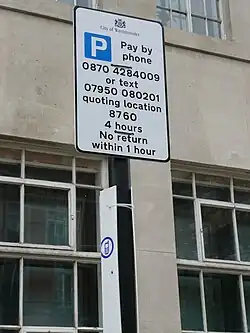 City of Westminster
P
Pay by
phone
0870 4284009
or text
07950 080201
quoting location
8760
4 hours
No return
within 1 hour